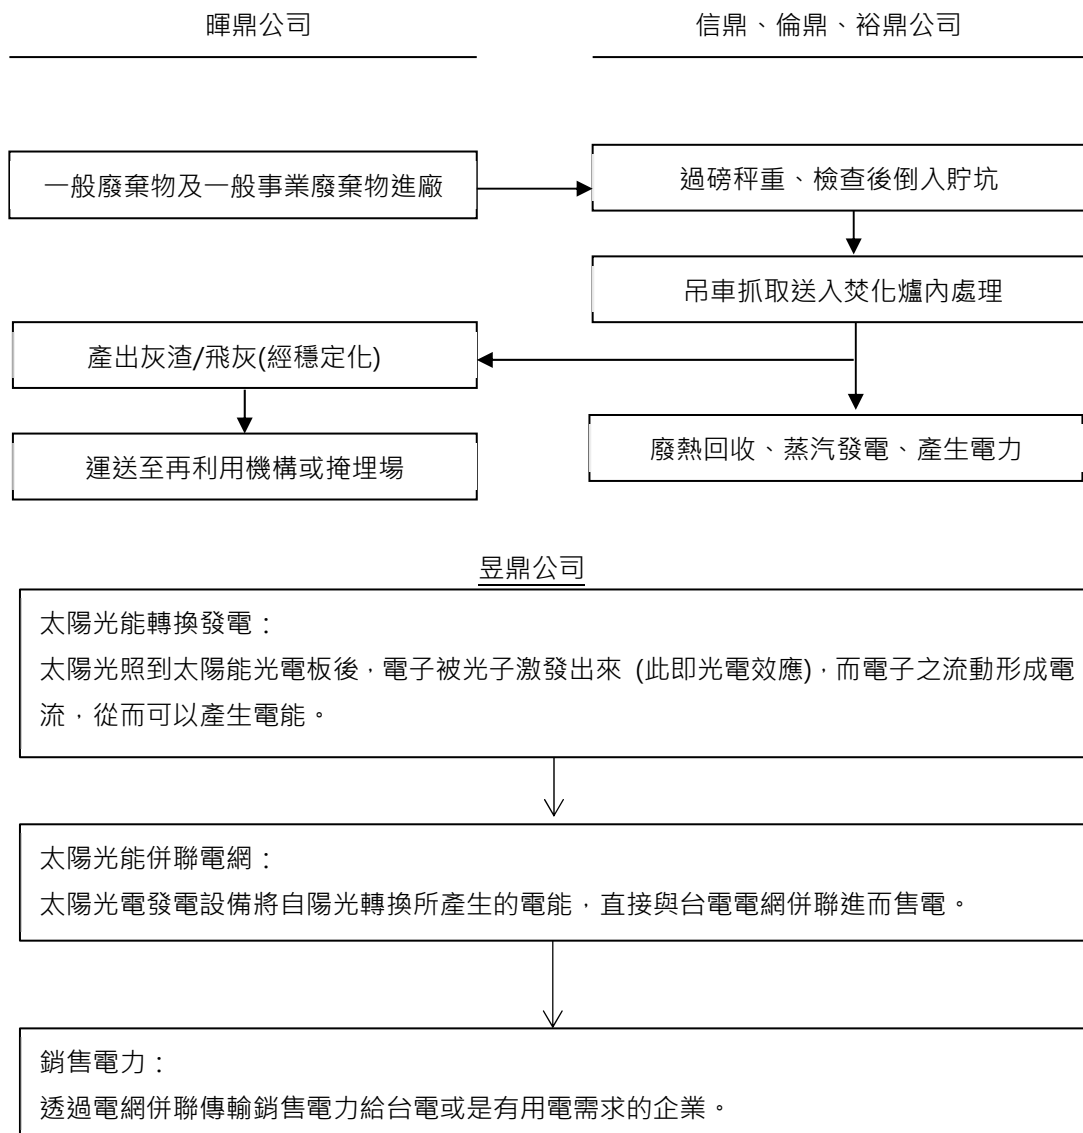 暉鼎公司
信鼎、倫鼎、裕鼎公司
一般廢棄物及一般事業廢棄物進廠
過磅秤重、檢查後倒入貯坑
吊車抓取送入焚化爐內處理
產出灰渣/飛灰(經穩定化)
廢熱回收、蒸汽發電、產生電力
運送至再利用機構或掩埋場
昱鼎公司
太陽光能轉換發電：
太陽光照到太陽能光電板後，電子被光子激發出來 (此即光電效應)，而電子之流動形成電
流，從而可以產生電能。
太陽光能併聯電網：
太陽光電發電設備將自陽光轉換所產生的電能，直接與台電電網併聯進而售電。
銷售電力：
透過電網併聯傳輸銷售電力給台電或是有用電需求的企業。